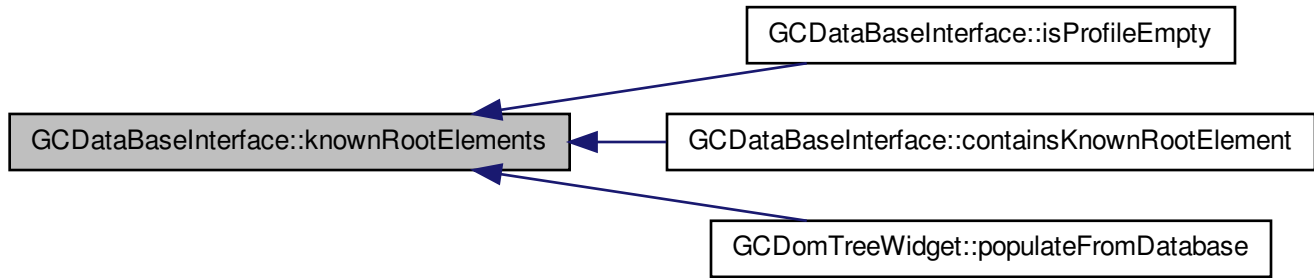 GCDataBaseInterface::isProfileEmpty
GCDataBaseInterface::knownRootElements
GCDataBaseInterface::containsKnownRootElement
GCDomTreeWidget::populateFromDatabase